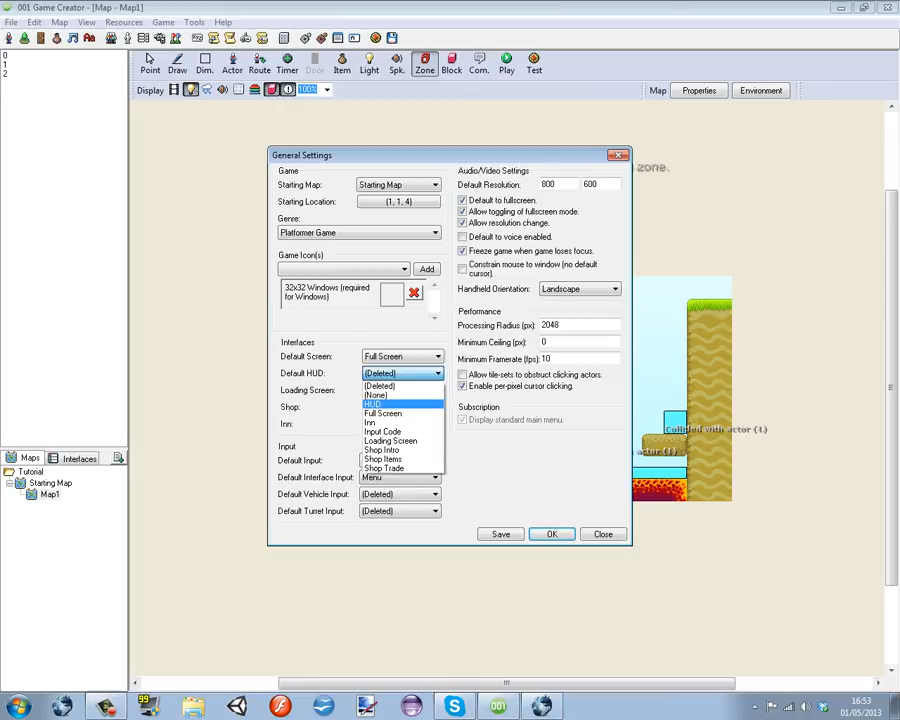 001 Game Creator - [Map - Map1]
File Edit Map View Resources Game Tools Help
0
1
2
Point Draw Dim. Actor Route Timer Door Item Light Spk. Zone Block Com. Play Test
Display 100% Map Properties Environment
zone.
General Settings
Game
Starting Map: Starting Map
Starting Location: (1, 1, 4)
Genre:
Platformer Game
Game Icon(s)
Add
32x32 Windows (required for Windows)
Interfaces
Default Screen: Full Screen
Default HUD: (Deleted)
(Deleted)
(None)
HUD
Full Screen
Inn
Input Code
Loading Screen
Shop Intro
Shop Items
Shop Trade
Loading Screen:
Shop:
Inn:
Input
Default Input:
Default Interface Input: Menu
Default Vehicle Input: (Deleted)
Default Turret Input: (Deleted)
Audio/Video Settings
Default Resolution: 800 600
Default to fullscreen.
Allow toggling of fullscreen mode.
Allow resolution change.
Default to voice enabled.
Freeze game when game loses focus.
Constrain mouse to window (no default cursor).
Handheld Orientation: Landscape
Performance
Processing Radius (px): 2048
Minimum Ceiling (px): 0
Minimum Framerate (fps): 10
Allow tile-sets to obstruct clicking actors.
Enable per-pixel cursor clicking.
Subscription
Display standard main menu.
Save OK Close
Collided with actor (1.)
actor (1.)
Maps Interfaces
Tutorial
Starting Map
Map1
16:53
01/05/2013